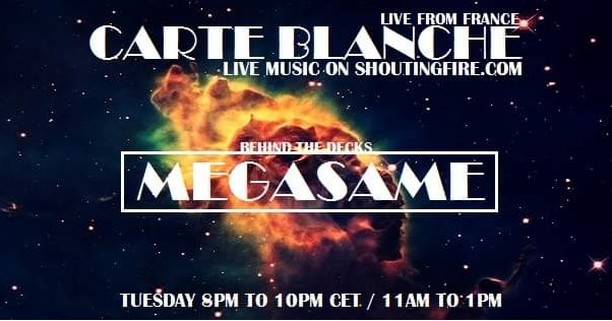 LIVE FROM FRANCE
CARTE BLANCHE
LIVE MUSIC ON SHOUTINGFIRE.COM
BEHIND THE DECKS
MEGASAME
TUESDAY 8PM TO 10PM CET / 11AM TO 1PM